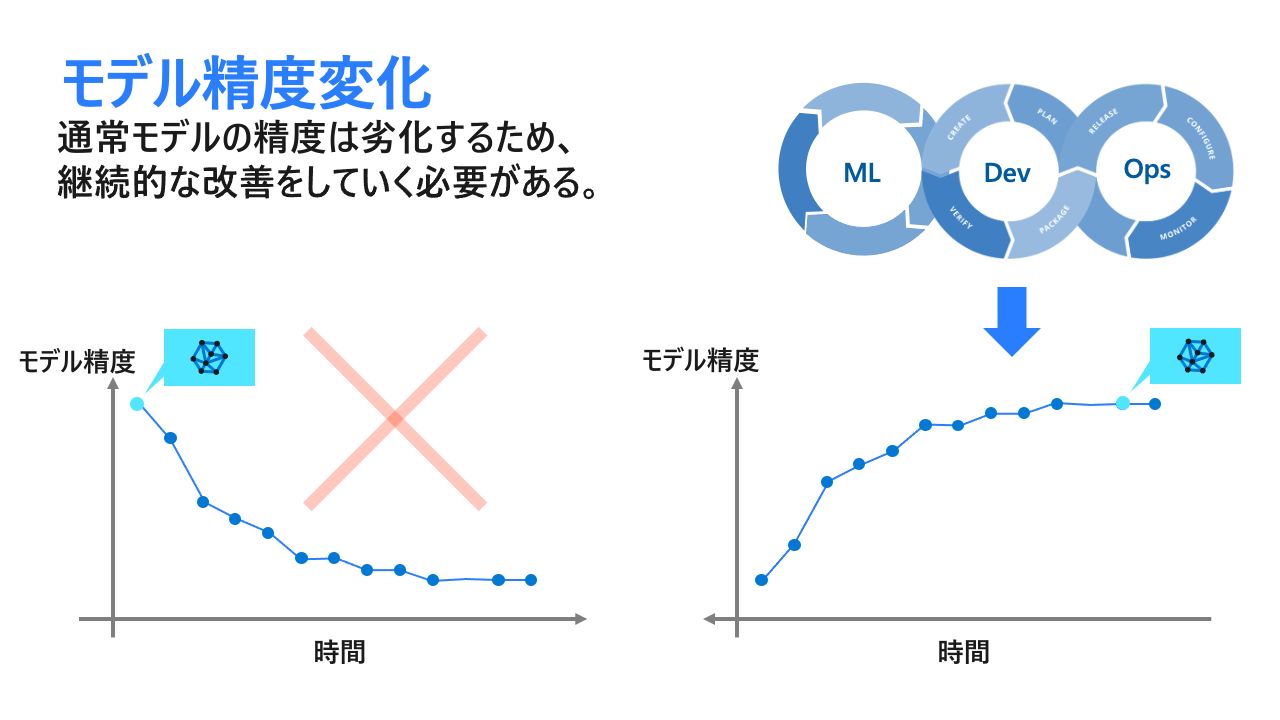 モデル精度変化
通常モデルの精度は劣化するため、
継続的な改善をしていく必要がある。
ML
Dev
Ops
CREATE
PLAN
VERIFY
PACKAGE
RELEASE
CONFIGURE
MONITOR
モデル精度
時間
モデル精度
時間